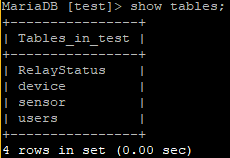 MariaDB [test]> show tables;
+----------------+
| Tables_in_test |
+----------------+
| RelayStatus    |
| device         |
| sensor         |
| users          |
+----------------+
4 rows in set (0.00 sec)